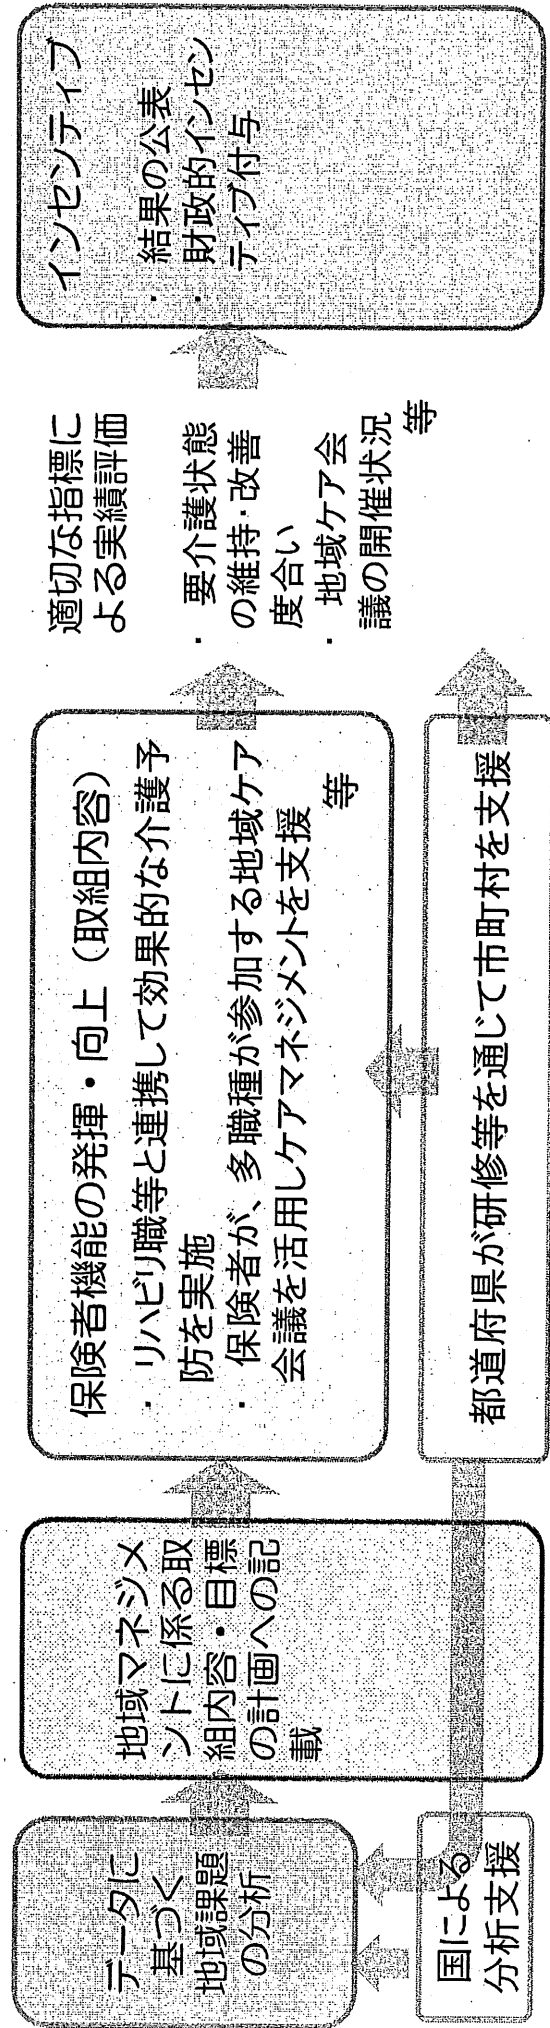 データに
基づく
地域課題
の分析
国による
分析支援
地域マネジメ
ントに係る取
組内容・目標
の計画への記
載
保険者機能の発揮・向上（取組内容）
・ リハビリ職等と連携して効果的な介護予
防を実施
・ 保険者が、多職種が参加する地域ケア
会議を活用しケアマネジメントを支援
等
都道府県が研修等を通じて市町村を支援
適切な指標に
よる実績評価
・ 要介護状態
の維持・改善
度合い
・ 地域ケア会
議の開催状況
等
インセンティブ
・ 結果の公表
・ 財政的インセン
ティブ付与